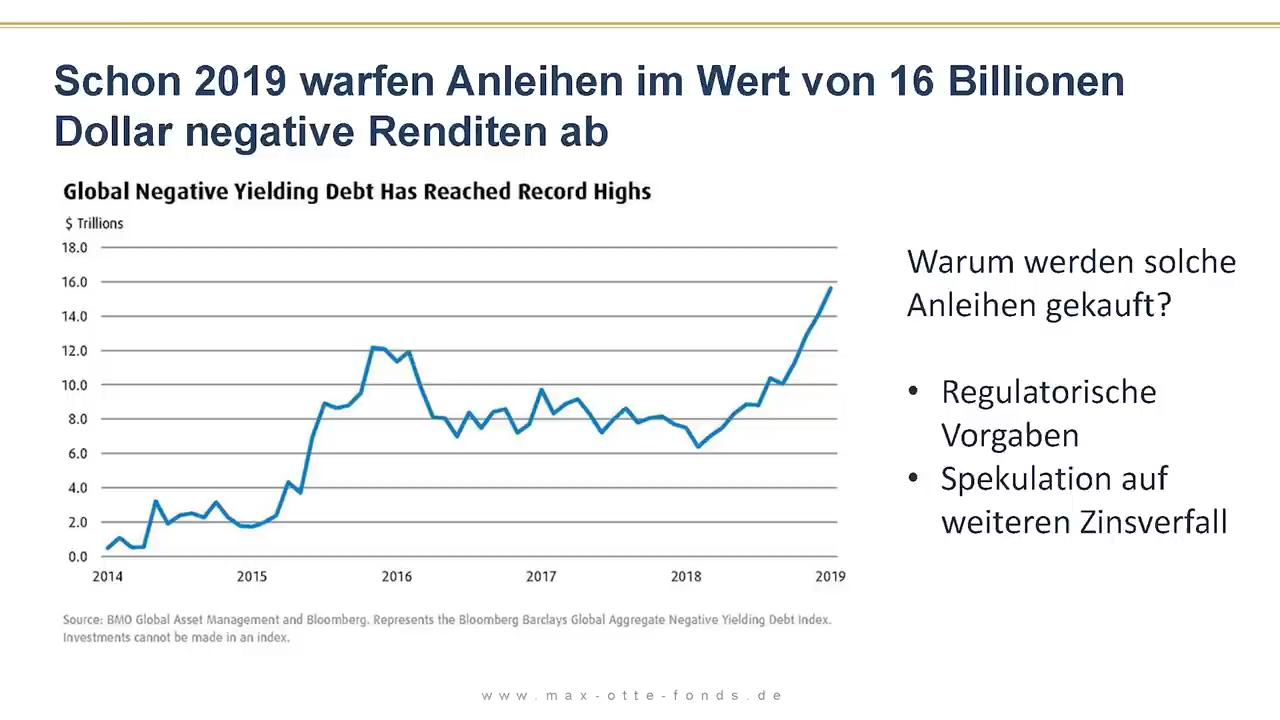 Schon 2019 warfen Anleihen im Wert von 16 Billionen
Dollar negative Renditen ab
Global Negative Yielding Debt Has Reached Record Highs
$ Trillions
18.0
16.0
14.0
12.0
10.0
8.0
6.0
4.0
2.0
0.0
2014 2015 2016 2017 2018 2019
Source: BMO Global Asset Management and Bloomberg. Represents the Bloomberg Barclays Global Aggregate Negative Yielding Debt Index.
Investments cannot be made in an index.
Warum werden solche
Anleihen gekauft?
• Regulatorische
Vorgaben
• Spekulation auf
weiteren Zinsverfall
www.max-otte-fonds.de